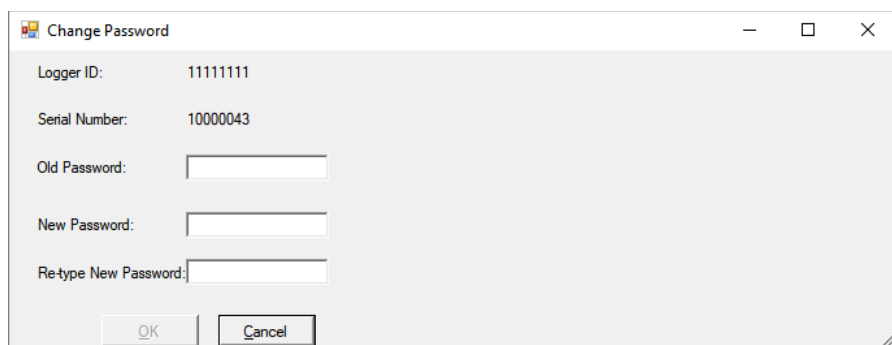 Change Password
Logger ID: 11111111
Serial Number: 10000043
Old Password:
New Password:
Re-type New Password:
OK Cancel